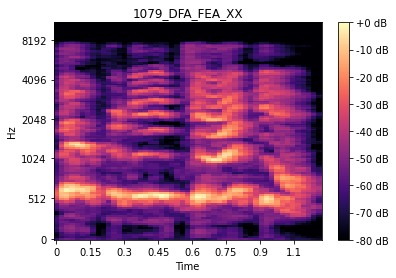 1079_DFA_FEA_XX
+0 dB
8192
-10 dB
4096
-20 dB
-30 dB
2048
Hz
-40 dB
1024
-50 dB
512
-60 dB
-70 dB
0
-80 dB
0 0.15 0.3 0.45 0.6 0.75 0.9 1.1
Time